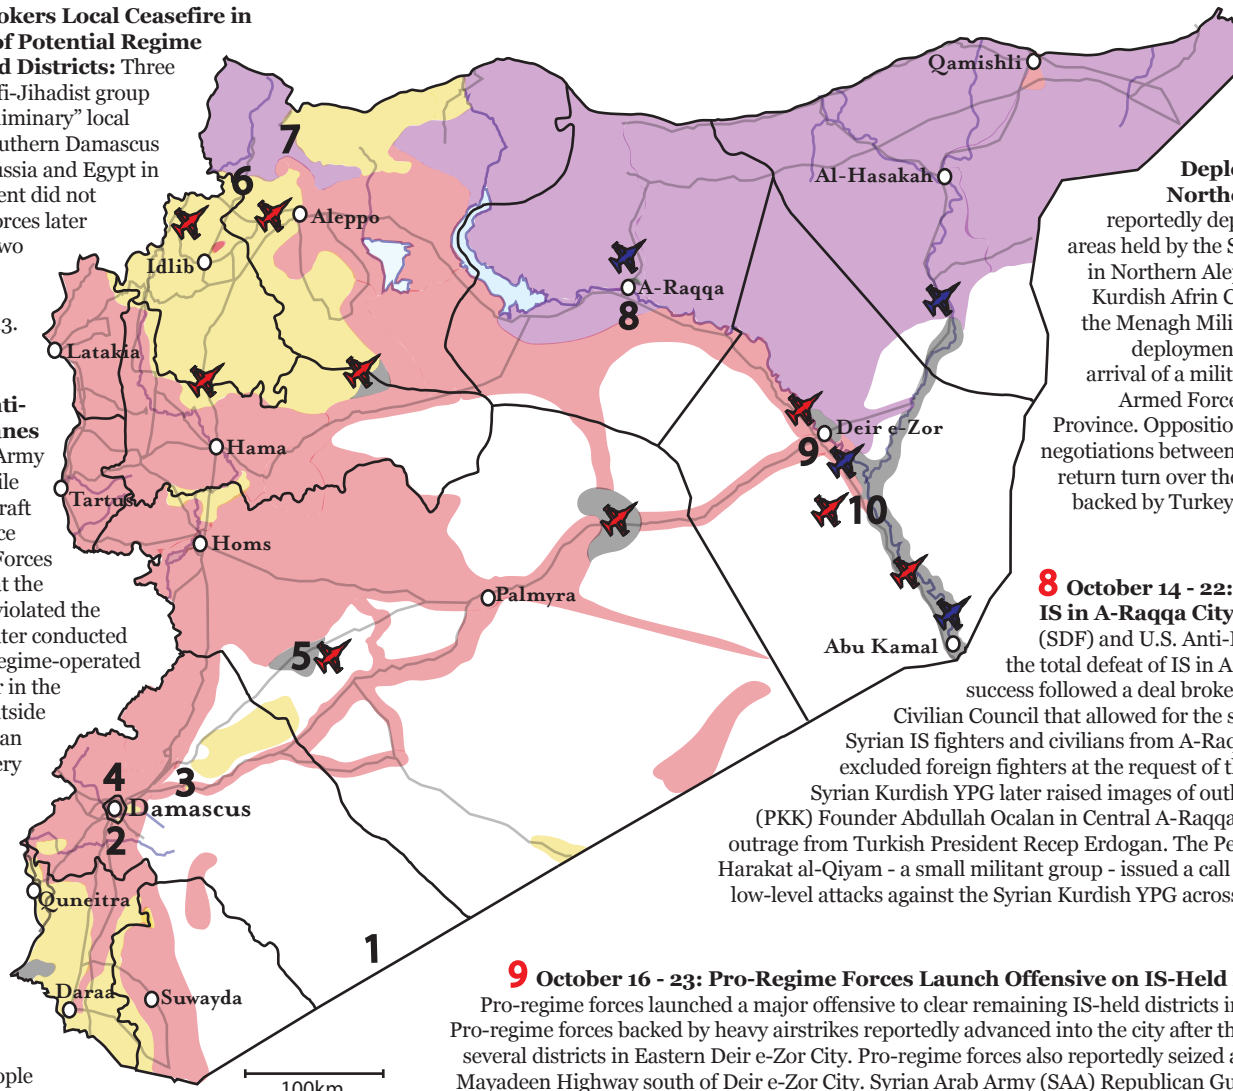 okers Local Ceasefire in
of Potential Regime
d Districts: Three
fi-Jihadist group
liminary” local
uthern Damascus
ussia and Egypt in
ent did not
orces later
wo
3.
nti-
nnes
Army
ile
raft
ce
Forces
at the
violated the
ater conducted
regime-operated
r in the
utside
an
ery
ople
Qamishli
7
Al-Hasakah
6
Aleppo
Idlib
A-Raqqa
8
Latakia
Deir e-Zor
9
Hama
Tartus
10
Homs
Palmyra
5
Abu Kamal
4
3
Damascus
2
Quneitra
1
Daraa
Suwayda
100km
Deplo
Northe
reportedly dep
areas held by the S
in Northern Alep
Kurdish Afrin C
the Menagh Mili
deploymen
arrival of a milit
Armed Force
Province. Oppositio
negotiations between
return turn over the
backed by Turkey
8 October 14 - 22:
IS in A-Raqqa City
(SDF) and U.S. Anti-I
the total defeat of IS in A
success followed a deal broke
Civilian Council that allowed for the s
Syrian IS fighters and civilians from A-Raq
excluded foreign fighters at the request of th
Syrian Kurdish YPG later raised images of outl
(PKK) Founder Abdullah Ocalan in Central A-Raqqa
outrage from Turkish President Recep Erdogan. The Pe
Harakat al-Qiyam - a small militant group - issued a call
low-level attacks against the Syrian Kurdish YPG across
9 October 16 - 23: Pro-Regime Forces Launch Offensive on IS-Held
Pro-regime forces launched a major offensive to clear remaining IS-held districts in
Pro-regime forces backed by heavy airstrikes reportedly advanced into the city after th
several districts in Eastern Deir e-Zor City. Pro-regime forces also reportedly seized a
Mayadeen Highway south of Deir e-Zor City. Syrian Arab Army (SAA) Republican Gu